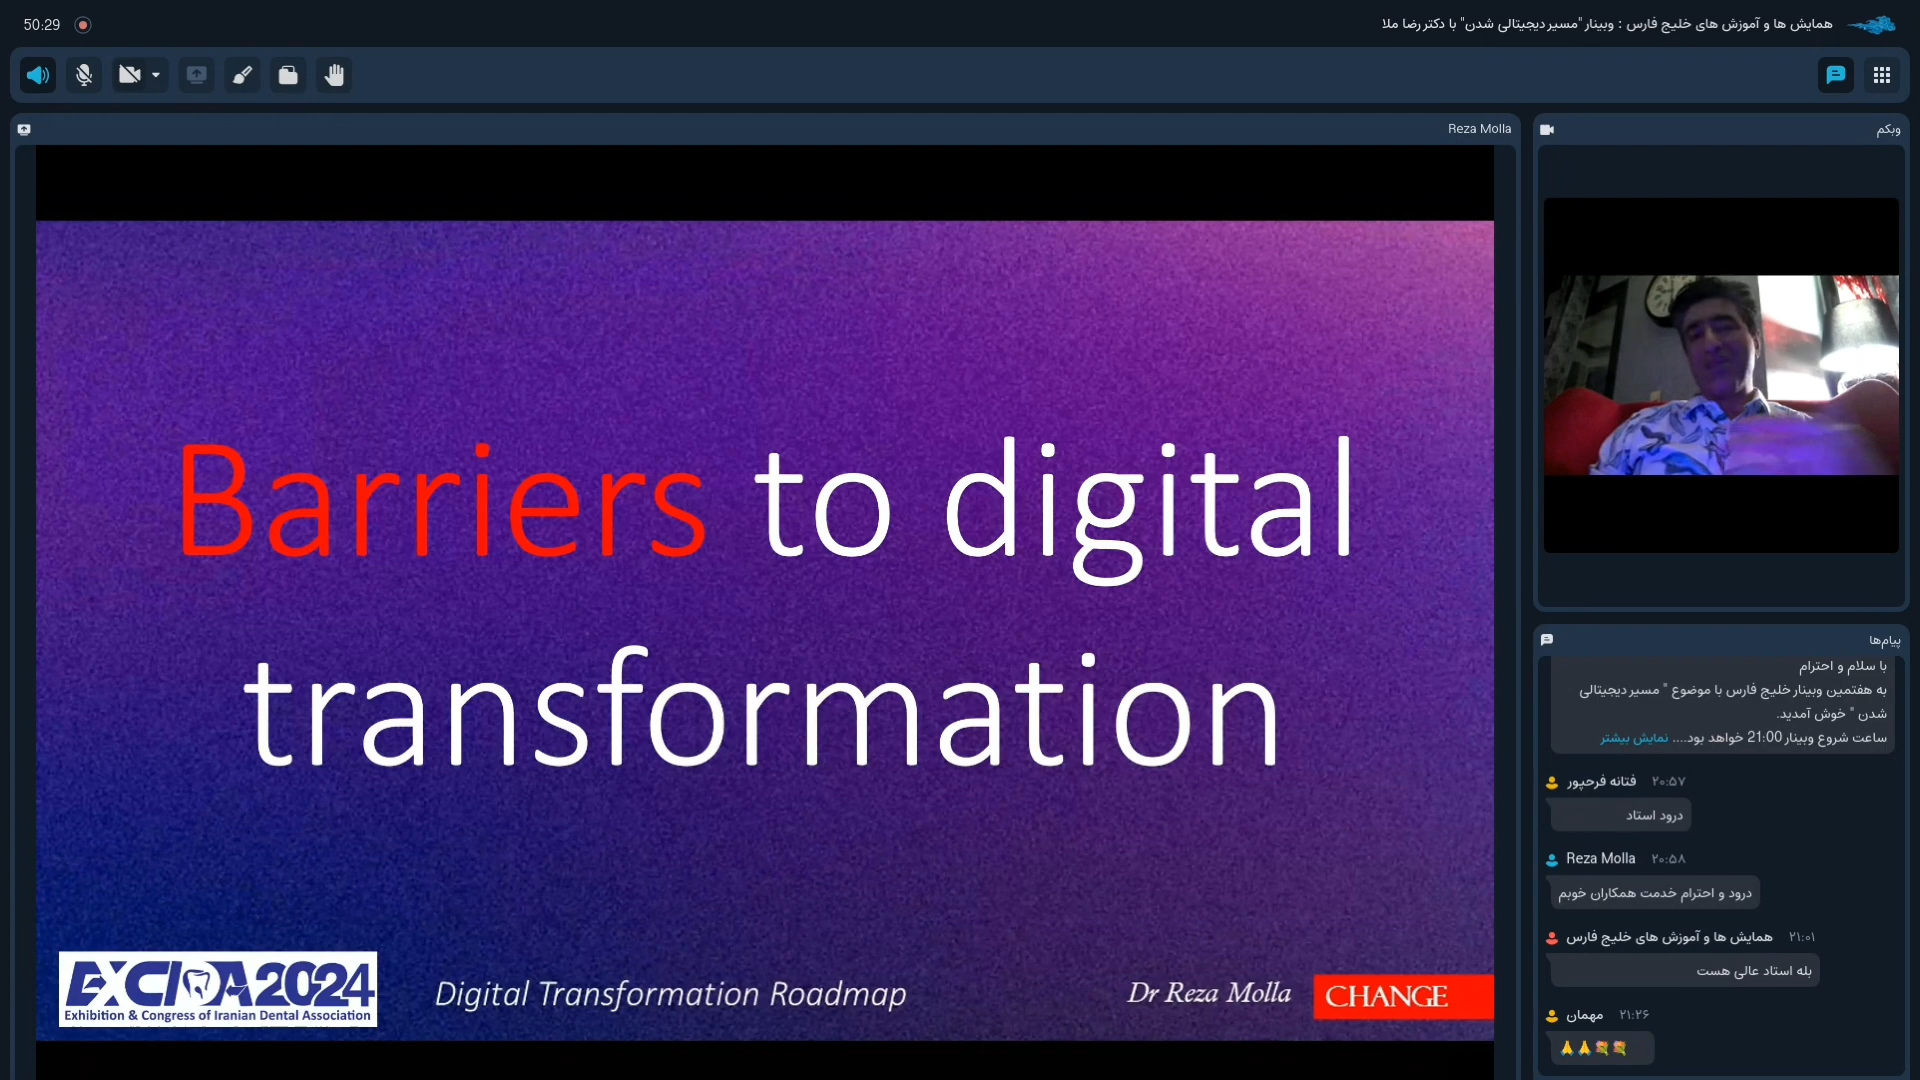 50:29
همایش ها و آموزش های خلیج فارس : وبینار "مسیر دیجیتالی شدن" با دکتر رضا ملا
Reza Molla
Barriers to digital
transformation
EXCIDA2024
Exhibition & Congress of Iranian Dental Association
Digital Transformation Roadmap
Dr Reza Molla
CHANGE
وبکم
پیام‌ها
با سلام و احترام
به هفتمین وبینار خلیج فارس با موضوع " مسیر دیجیتالی
شدن " خوش آمدید.
ساعت شروع وبینار 21:00 خواهد بود.... نمایش بیشتر
فتانه فرحپور ۲۰:۵۷
درود استاد
Reza Molla ۲۰:۵۸
درود و احترام خدمت همکاران خوبم
همایش ها و آموزش های خلیج فارس ۲۱:۰۱
بله استاد عالی هست
مهمان ۲۱:۲۶
🙏🙏💐💐